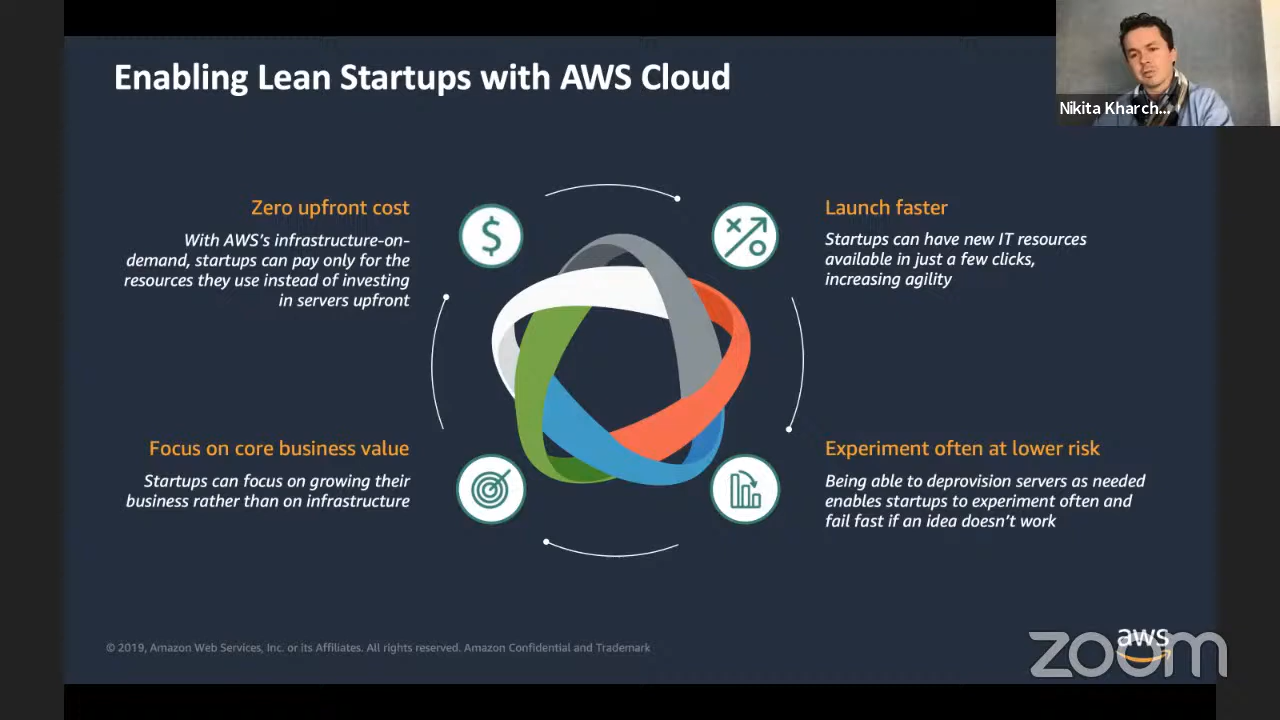 Enabling Lean Startups with AWS Cloud
Nikita Kharch...
Zero upfront cost
With AWS's infrastructure-on-
demand, startups can pay only for the
resources they use instead of investing
in servers upfront
$
Launch faster
Startups can have new IT resources
available in just a few clicks,
increasing agility
Focus on core business value
Startups can focus on growing their
business rather than on infrastructure
Experiment often at lower risk
Being able to deprovision servers as needed
enables startups to experiment often and
fail fast if an idea doesn't work
© 2019, Amazon Web Services, Inc. or its Affiliates. All rights reserved. Amazon Confidential and Trademark
aws
zoom